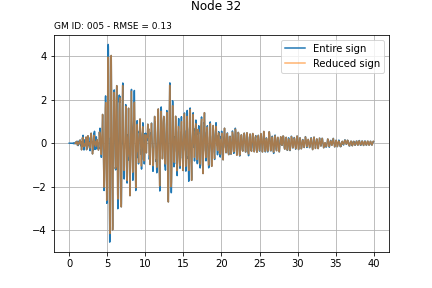 Node 32
GM ID: 005 - RMSE = 0.13
Entire sign
Reduced sign
4
2
0
−2
−4
0 5 10 15 20 25 30 35 40